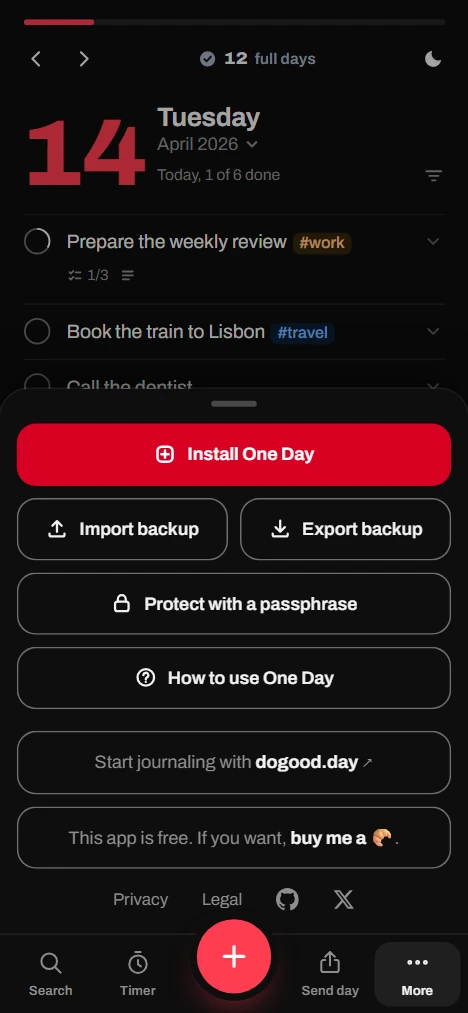 12 full days
14
Tuesday
April 2026
Today, 1 of 6 done
Prepare the weekly review #work
1/3
Book the train to Lisbon #travel
Call the dentist
Install One Day
Import backup
Export backup
Protect with a passphrase
How to use One Day
Start journaling with dogood.day ↗
This app is free. If you want, buy me a 🥐.
Privacy Legal
Search Timer Send day More